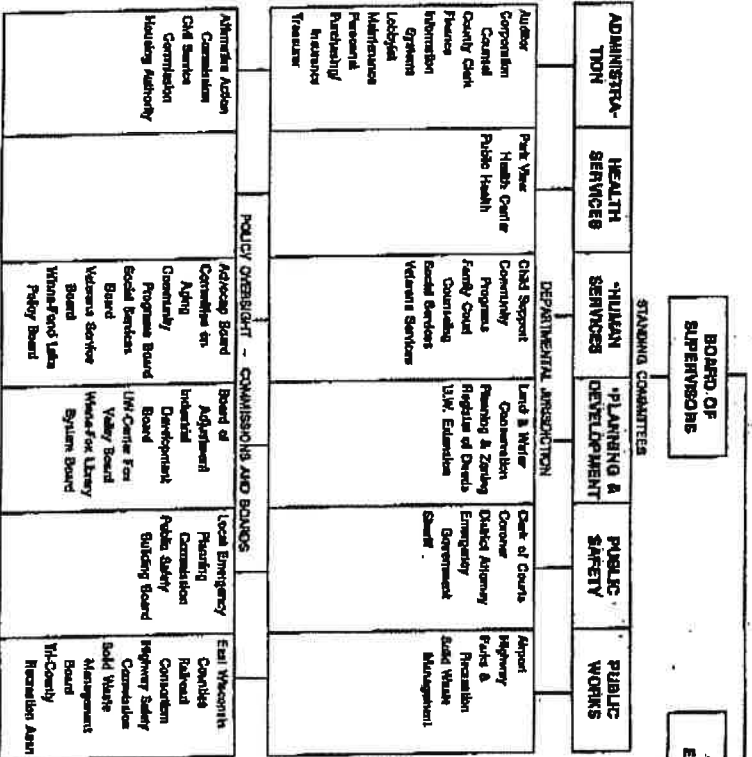 BOARD OF
SUPERVISORS
STANDING COMMITTEES
ADMINISTRA-
TION
HEALTH
SERVICES
*HUMAN
SERVICES
*PLANNING &
DEVELOPMENT
PUBLIC
SAFETY
PUBLIC
WORKS
DEPARTMENTAL JURISDICTION
Auditor
Corporation
Counsel
County Clerk
Finance
Information
Systems
Lobbyist
Maintenance
Personnel
Purchasing/
Insurance
Treasurer
Park View
Health Center
Public Health
Child Support
Community
Programs
Family Court
Counseling
Social Services
Veterans Services
Land & Water
Conservation
Planning & Zoning
Register of Deeds
U.W. Extension
Clerk of Courts
Coroner
District Attorney
Emergency
Government
Sheriff
Airport
Highway
Parks &
Recreation
Solid Waste
Management
POLICY OVERSIGHT - COMMISSIONS AND BOARDS
Affirmative Action
Commission
Civil Service
Commission
Housing Authority
Advocap Board
Committee on
Aging
Community
Programs Board
Social Services
Board
Veterans Service
Board
Winne-Fond Lake
Policy Board
Board of
Adjustment
Industrial
Development
Board
UW-Center Fox
Valley Board
Winne-Fox Library
System Board
Local Emergency
Planning
Commission
Public Safety
Building Board
East Wisconsin
Counties
Railroad
Consortium
Highway Safety
Commission
Solid Waste
Management
Board
Tri-County
Recreation Assn